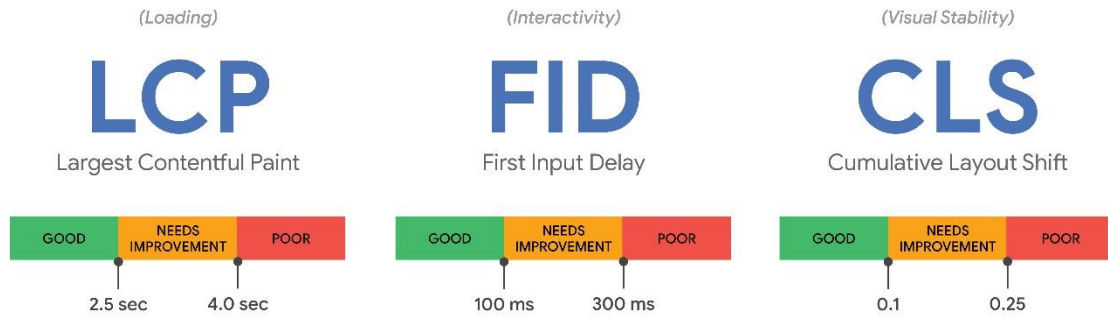 (Loading)
LCP
Largest Contentful Paint
GOOD
NEEDS
IMPROVEMENT
POOR
2.5 sec
4.0 sec
(Interactivity)
FID
First Input Delay
GOOD
NEEDS
IMPROVEMENT
POOR
100 ms
300 ms
(Visual Stability)
CLS
Cumulative Layout Shift
GOOD
NEEDS
IMPROVEMENT
POOR
0.1
0.25